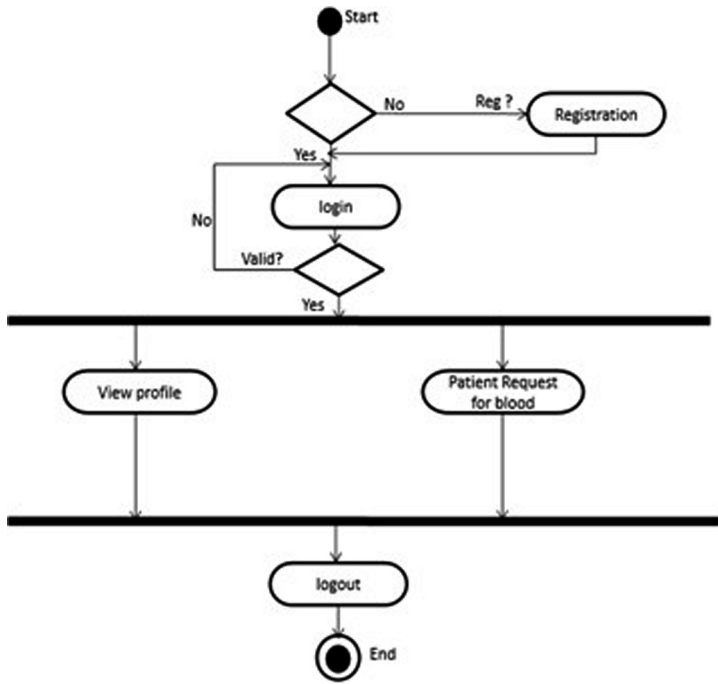 Start
No
Reg ?
Registration
Yes
login
No
Valid?
Yes
View profile
Patient Request
for blood
logout
End